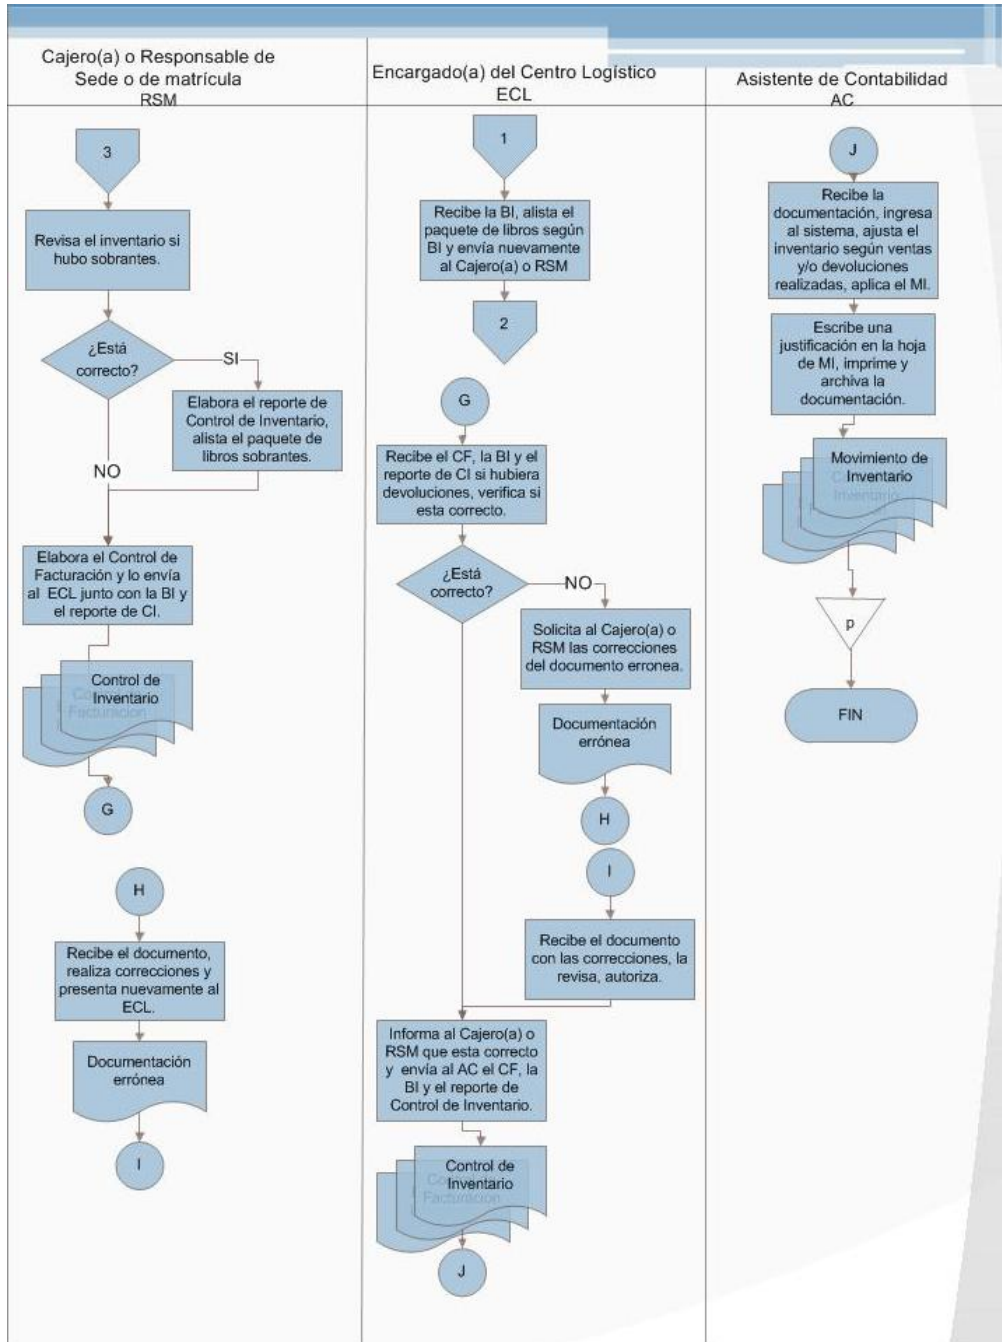 Cajero(a) o Responsable de
Sede o de matrícula
RSM
3
Revisa el inventario si
hubo sobrantes.
¿Está
correcto?
SI
Elabora el reporte de
Control de Inventario,
alista el paquete de
libros sobrantes.
NO
Elabora el Control de
Facturación y lo envía
al ECL junto con la BI y
el reporte de CI.
Control de
Inventario
Facturacion
G
H
Recibe el documento,
realiza correcciones y
presenta nuevamente al
ECL.
Documentación
errónea
I
Encargado(a) del Centro Logístico
ECL
1
Recibe la BI, alista el
paquete de libros según
BI y envía nuevamente
al Cajero(a) o RSM
2
G
Recibe el CF, la BI y el
reporte de CI si hubiera
devoluciones, verifica si
esta correcto.
¿Está
correcto?
NO
Solicita al Cajero(a) o
RSM las correcciones
del documento erronea.
Documentación
errónea
H
I
Recibe el documento
con las correcciones, la
revisa, autoriza.
Informa al Cajero(a) o
RSM que esta correcto
y envía al AC el CF, la
BI y el reporte de
Control de Inventario.
Control de
Inventario
Facturacion
J
Asistente de Contabilidad
AC
J
Recibe la
documentación, ingresa
al sistema, ajusta el
inventario según ventas
y/o devoluciones
realizadas, aplica el MI.
Escribe una
justificación en la hoja
de MI, imprime y
archiva la
documentación.
Movimiento de
Inventario
Inventario
p
FIN